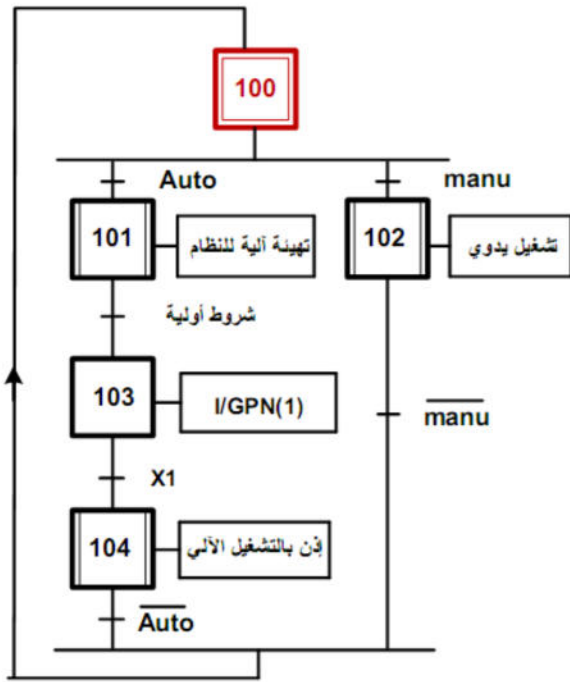 100
Auto
manu
101
تهيئة آلية للنظام
102
تشغيل يدوي
شروط أولية
103
I/GPN(1)
manu
X1
104
إذن بالتشغيل الآلي
Auto